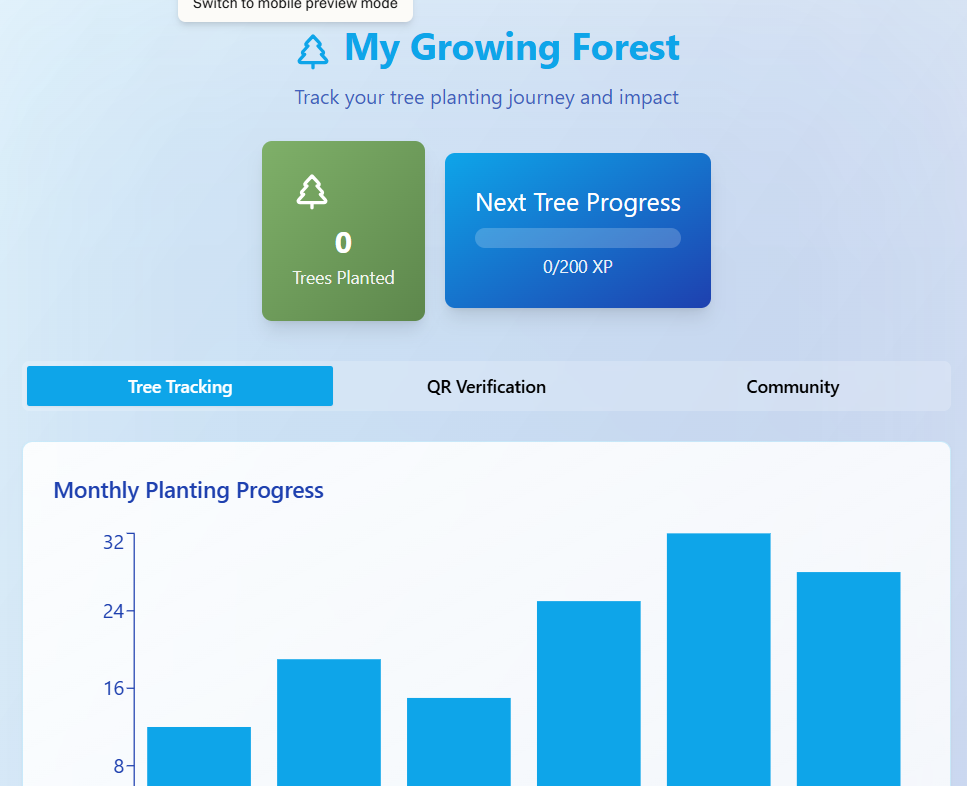 Switch to mobile preview mode
My Growing Forest
Track your tree planting journey and impact
0
Trees Planted
Next Tree Progress
0/200 XP
Tree Tracking
QR Verification
Community
Monthly Planting Progress
32
24
16
8